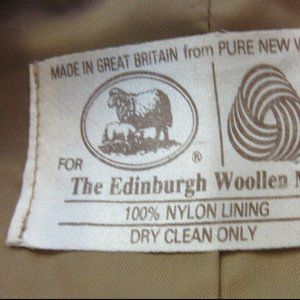 MADE IN GREAT BRITAIN from PURE NEW
FOR ®
The Edinburgh Woollen
100% NYLON LINING
DRY CLEAN ONLY